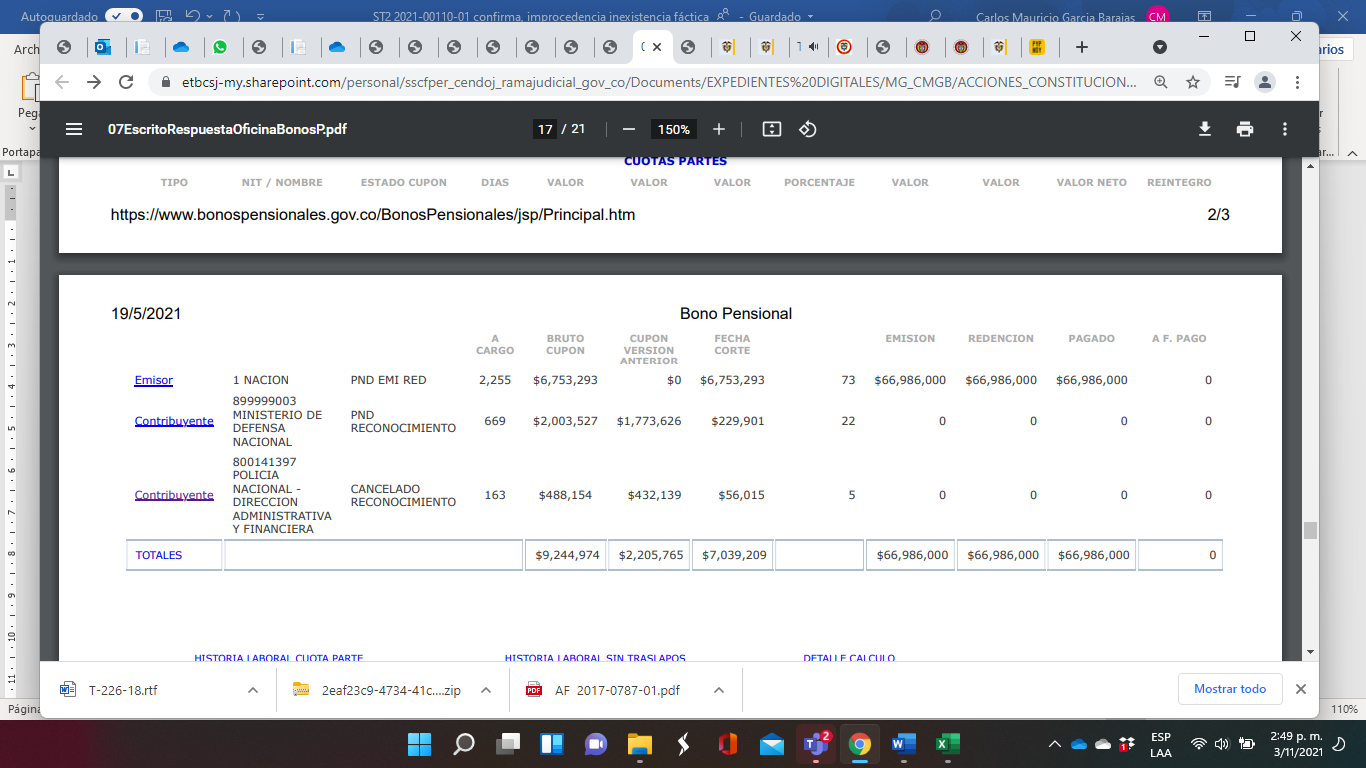 Autoguardado
ST2 2021-00110-01 confirma, improcedencia inexistencia fáctica
- Guardado
Carlos Mauricio Garcia Barajas
CM
Arch
arios
etbcsj-my.sharepoint.com/personal/sscfper_cendoj_ramajudicial_gov_co/Documents/EXPEDIENTES%20DIGITALES/MG_CMGB/ACCIONES_CONSTITUCION...
Pega
07EscritoRespuestaOficinaBonosP.pdf
17 / 21
150%
Portapa
CUOTAS PARTES
TIPO NIT / NOMBRE ESTADO CUPON DIAS VALOR VALOR VALOR PORCENTAJE VALOR VALOR VALOR NETO REINTEGRO
https://www.bonospensionales.gov.co/BonosPensionales/jsp/Principal.htm 2/3
19/5/2021 Bono Pensional
A CARGO BRUTO CUPON CUPON VERSION ANTERIOR FECHA CORTE EMISION REDENCION PAGADO A F. PAGO
Emisor 1 NACION PND EMI RED 2,255 $6,753,293 $0 $6,753,293 73 $66,986,000 $66,986,000 $66,986,000 0
Contribuyente 899999003 MINISTERIO DE DEFENSA NACIONAL PND RECONOCIMIENTO 669 $2,003,527 $1,773,626 $229,901 22 0 0 0 0
Contribuyente 800141397 POLICIA NACIONAL - DIRECCION ADMINISTRATIVA Y FINANCIERA CANCELADO RECONOCIMIENTO 163 $488,154 $432,139 $56,015 5 0 0 0 0
TOTALES $9,244,974 $2,205,765 $7,039,209 $66,986,000 $66,986,000 $66,986,000 0
HISTORIA LABORAL CUOTA PARTE HISTORIA LABORAL SIN TRASLAPOS DETALLE CALCULO
T-226-18.rtf
2eaf23c9-4734-41c....zip
PDF
AF 2017-0787-01.pdf
Mostrar todo
Página
110%
2
ESP
LAA
2:49 p. m.
3/11/2021